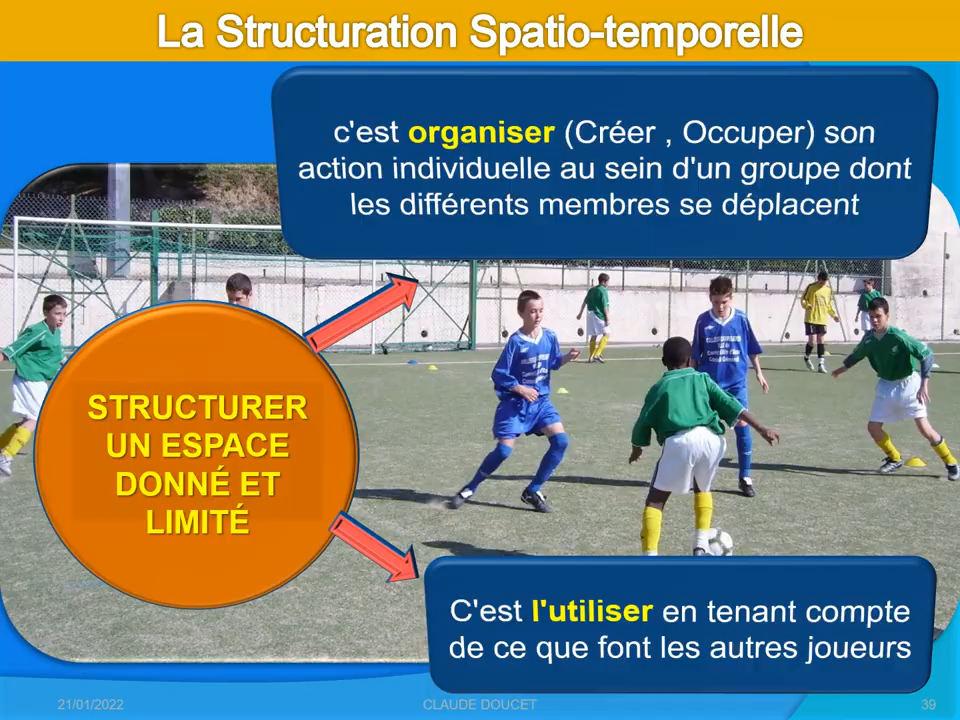 La Structuration Spatio-temporelle
c'est organiser (Créer , Occuper) son
action individuelle au sein d'un groupe dont
les différents membres se déplacent
STRUCTURER
UN ESPACE
DONNÉ ET
LIMITÉ
C'est l'utiliser en tenant compte
de ce que font les autres joueurs
21/01/2022
CLAUDE DOUCET
39